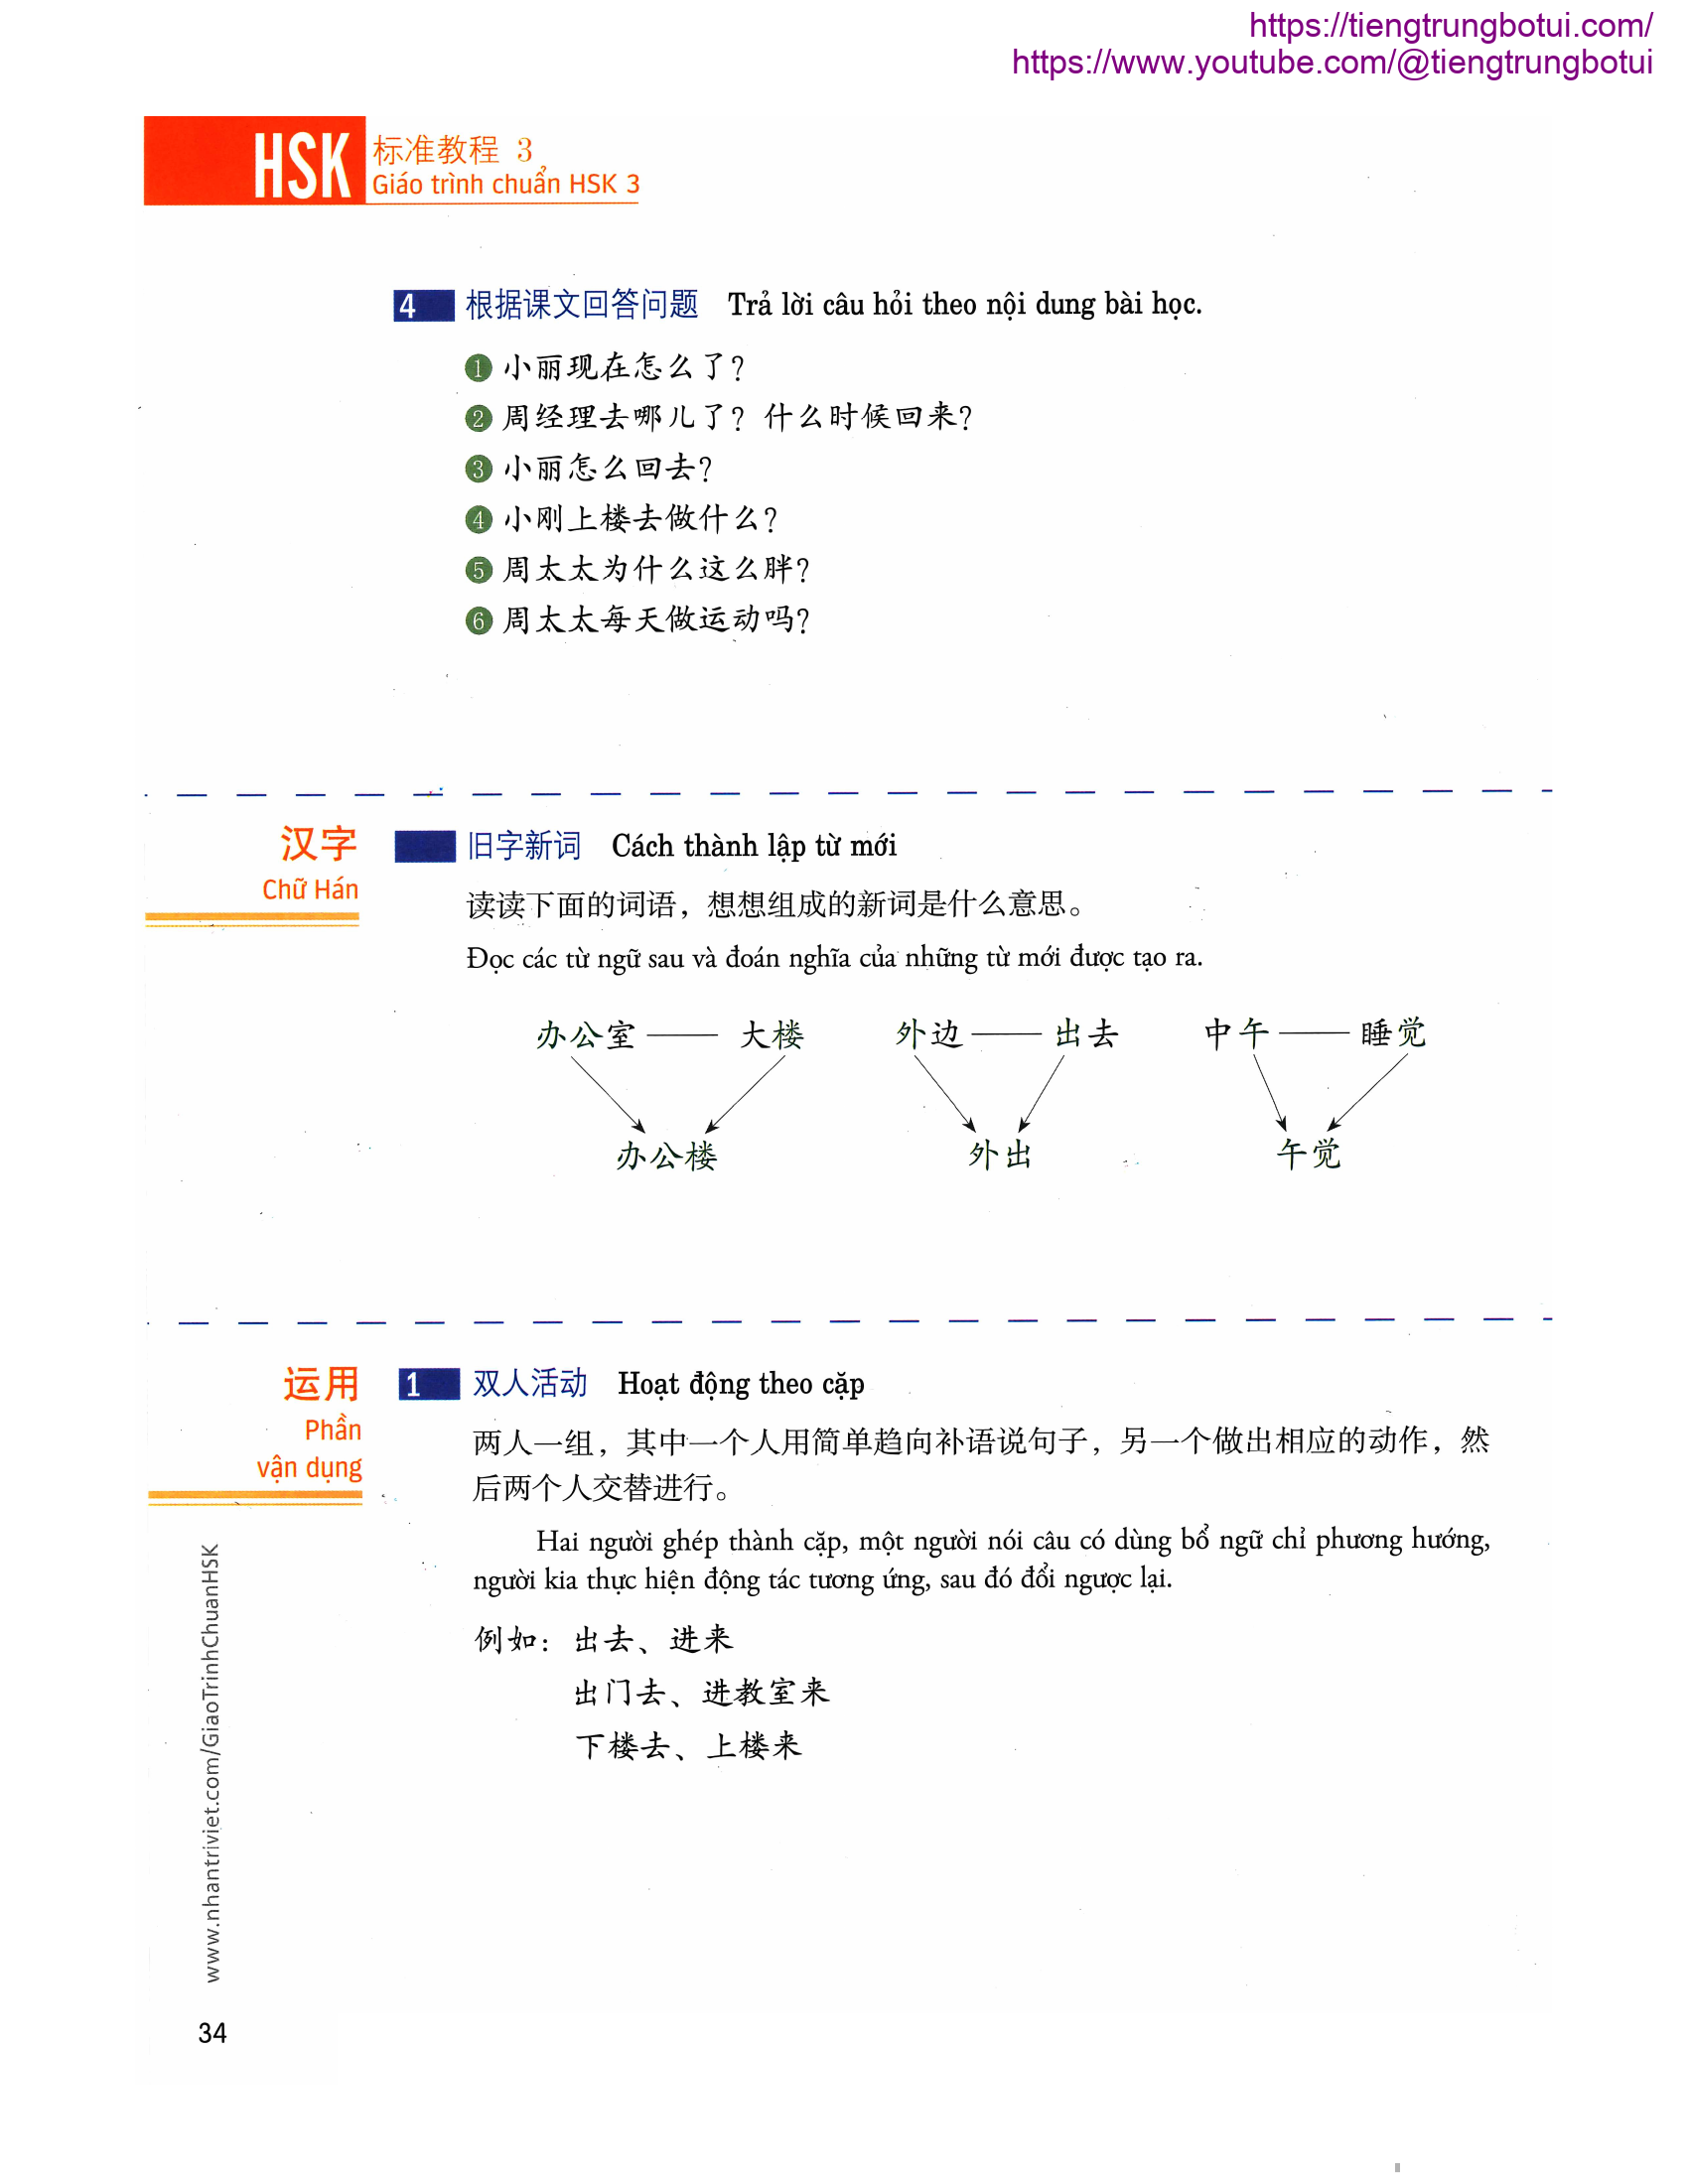 https://tiengtrungbotui.com/
https://www.youtube.com/@tiengtrungbotui
HSK 标准教程 3
Giáo trình chuẩn HSK 3
4 根据课文回答问题 Trả lời câu hỏi theo nội dung bài học.
1 小丽现在怎么了？
2 周经理去哪儿了？什么时候回来？
3 小丽怎么回去？
4 小刚上楼去做什么？
5 周太太为什么这么胖？
6 周太太每天做运动吗？
汉字
Chữ Hán
旧字新词 Cách thành lập từ mới
读读下面的词语，想想组成的新词是什么意思。
Đọc các từ ngữ sau và đoán nghĩa của những từ mới được tạo ra.
办公室 —— 大楼 外边 —— 出去 中午 —— 睡觉
办公楼 外出 午觉
运用
Phần
vận dụng
1 双人活动 Hoạt động theo cặp
两人一组，其中一个人用简单趋向补语说句子，另一个做出相应的动作，然
后两个人交替进行。
Hai người ghép thành cặp, một người nói câu có dùng bổ ngữ chỉ phương hướng,
người kia thực hiện động tác tương ứng, sau đó đổi ngược lại.
例如：出去、进来
出门去、进教室来
下楼去、上楼来
www.nhantriviet.com/GiaoTrinhChuanHSK
34